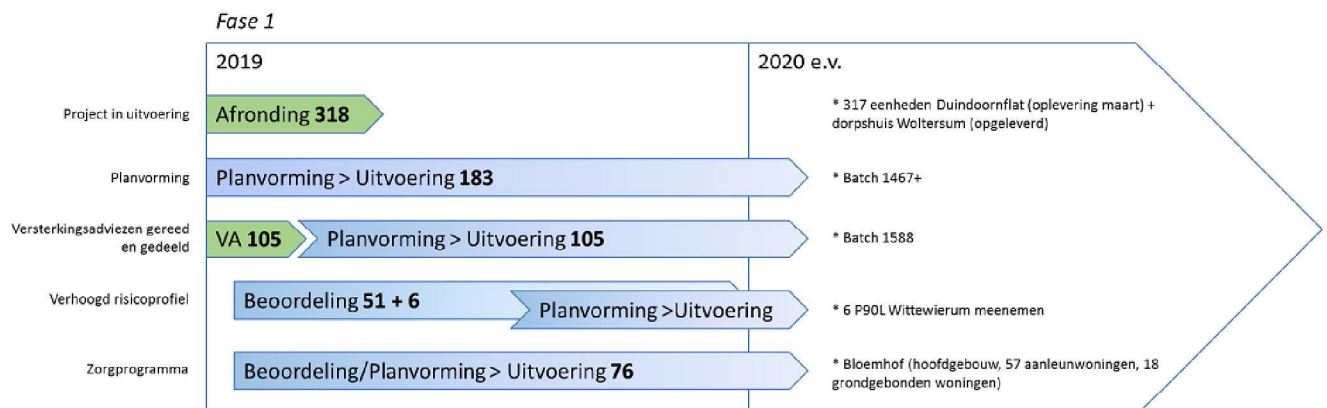 Fase 1
2019
2020 e.v.
Project in uitvoering
Afronding 318
* 317 eenheden Duindoornflat (oplevering maart) +
dorpshuis Woltersum (opgeleverd)
Planvorming
Planvorming > Uitvoering 183
* Batch 1467+
Versterkingsadviezen gereed
en gedeeld
VA 105
Planvorming > Uitvoering 105
* Batch 1588
Verhoogd risicoprofiel
Beoordeling 51 + 6
Planvorming >Uitvoering
* 6 P90L Wittewierum meenemen
Zorgprogramma
Beoordeling/Planvorming > Uitvoering 76
* Bloemhof (hoofdgebouw, 57 aanleunwoningen, 18
grondgebonden woningen)